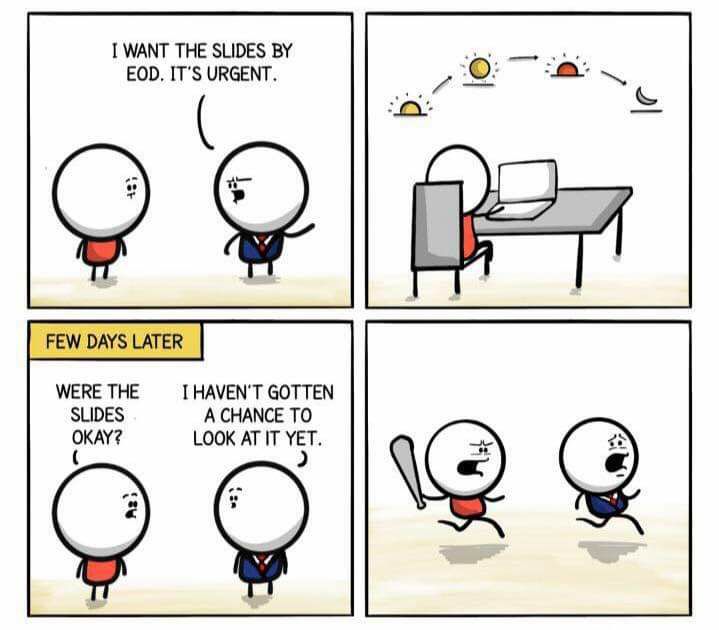 I WANT THE SLIDES BY
EOD. IT'S URGENT.
FEW DAYS LATER
WERE THE
SLIDES
OKAY?
I HAVEN'T GOTTEN
A CHANCE TO
LOOK AT IT YET.